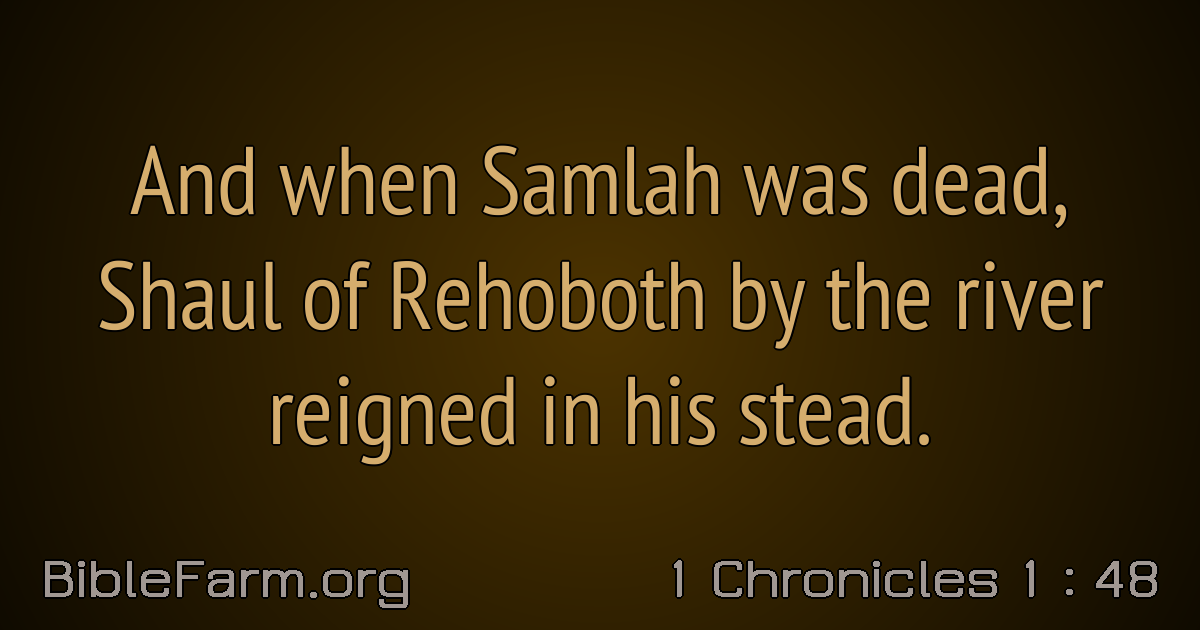 And when Samlah was dead,
Shaul of Rehoboth by the river
reigned in his stead.
BibleFarm.org
1 Chronicles 1 : 48